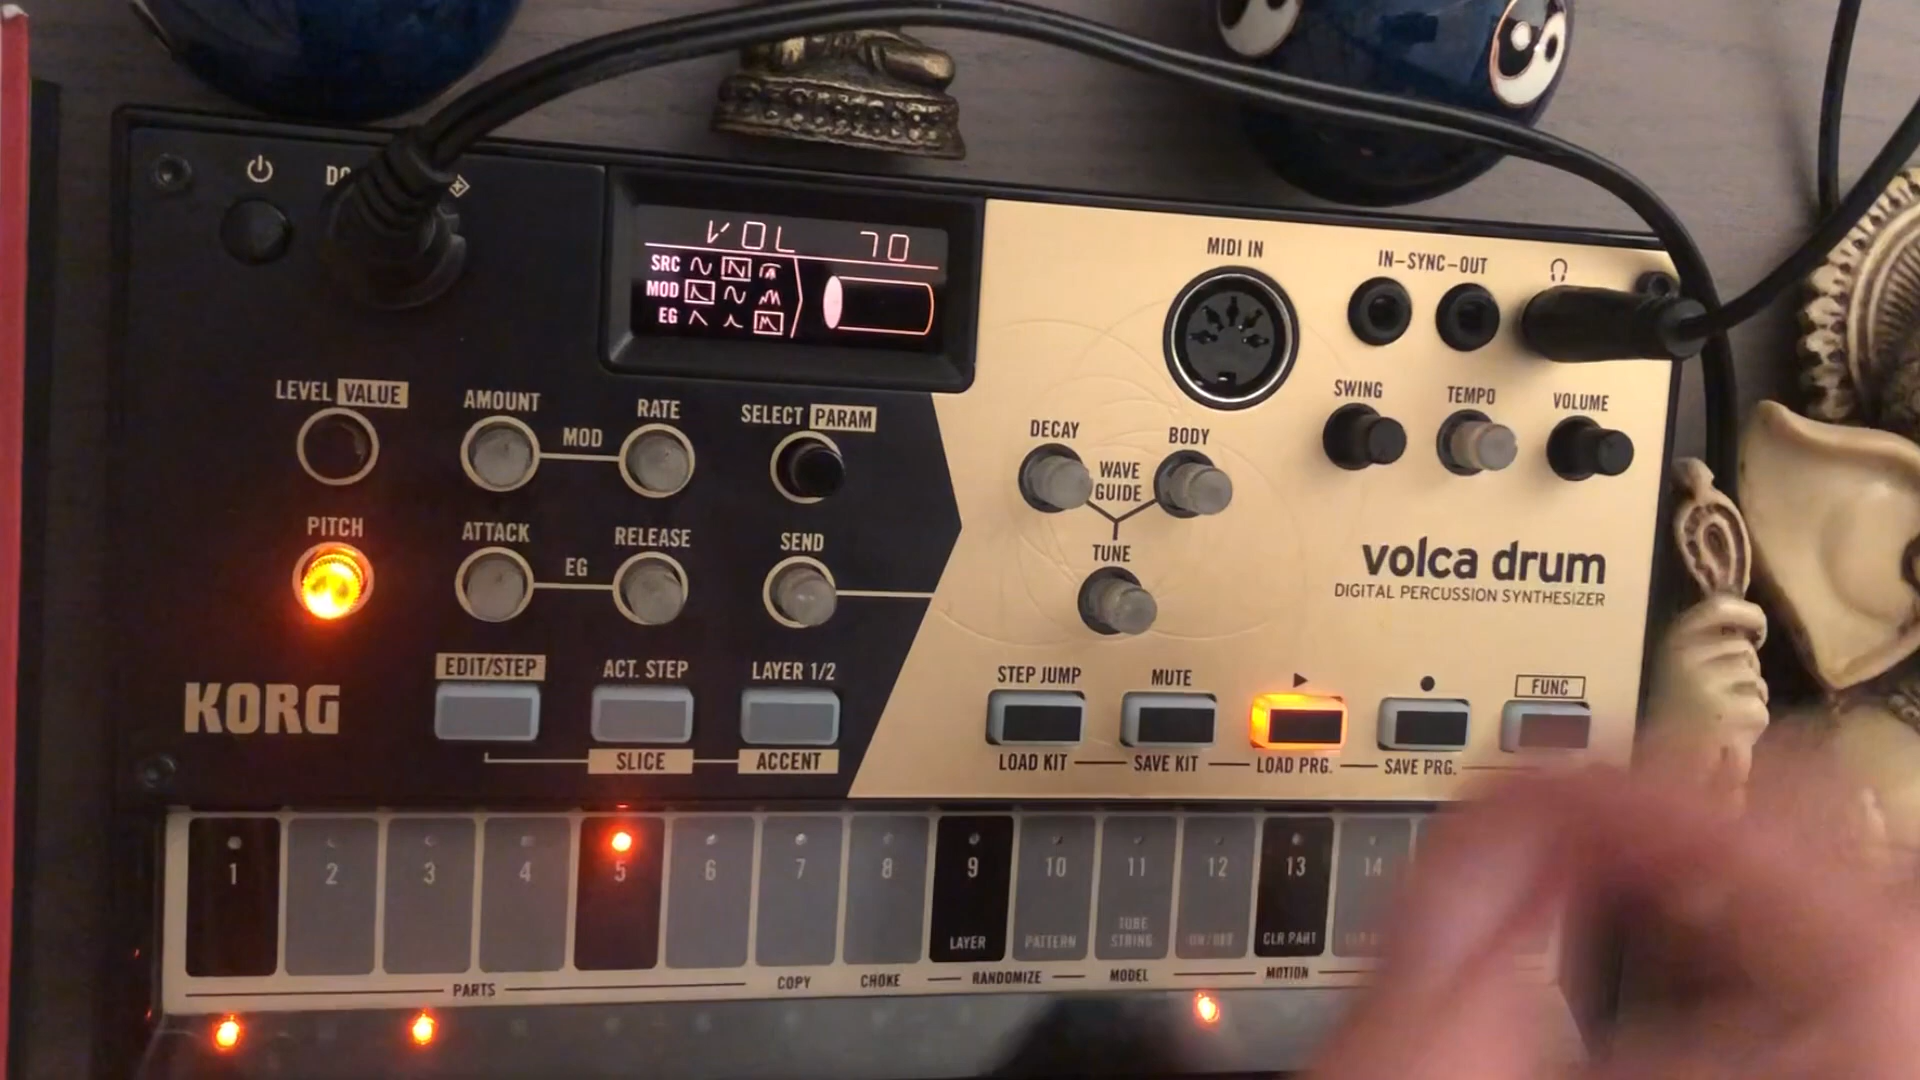 DC
VOL 70
SRC
MOD
EG
MIDI IN
IN-SYNC-OUT
LEVEL VALUE
AMOUNT
RATE
MOD
SELECT PARAM
DECAY
BODY
WAVE
GUIDE
TUNE
SWING
TEMPO
VOLUME
PITCH
ATTACK
RELEASE
EG
SEND
volca drum
DIGITAL PERCUSSION SYNTHESIZER
KORG
EDIT/STEP
ACT. STEP
LAYER 1/2
SLICE
ACCENT
STEP JUMP
MUTE
FUNC
LOAD KIT
SAVE KIT
LOAD PRG.
SAVE PRG.
1 2 3 4 5 6 7 8 9 10 11 12 13 14
LAYER
PATTERN
TUBE
STRING
ON/OFF
CLR PART
PARTS
COPY
CHOKE
RANDOMIZE
MODEL
MOTION